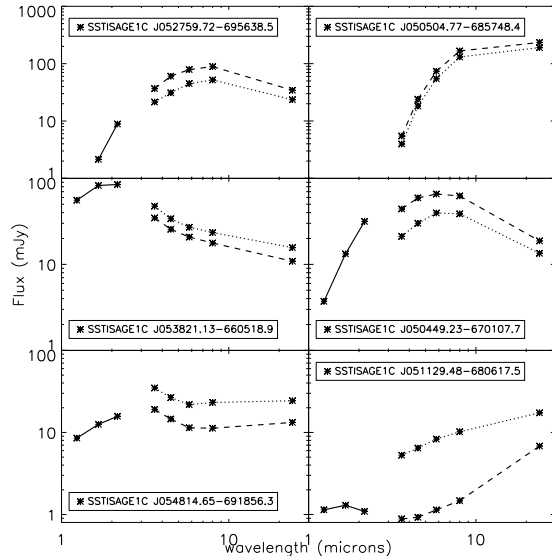 1000
SSTISAGE1C J052759.72-695638.5
SSTISAGE1C J050504.77-685748.4
100
10
1
100
Flux (mJy)
10
SSTISAGE1C J053821.13-660518.9
SSTISAGE1C J050449.23-670107.7
1
100
SSTISAGE1C J051129.48-680617.5
10
SSTISAGE1C J054814.65-691856.3
1
1 10 1 10
wavelength (microns)